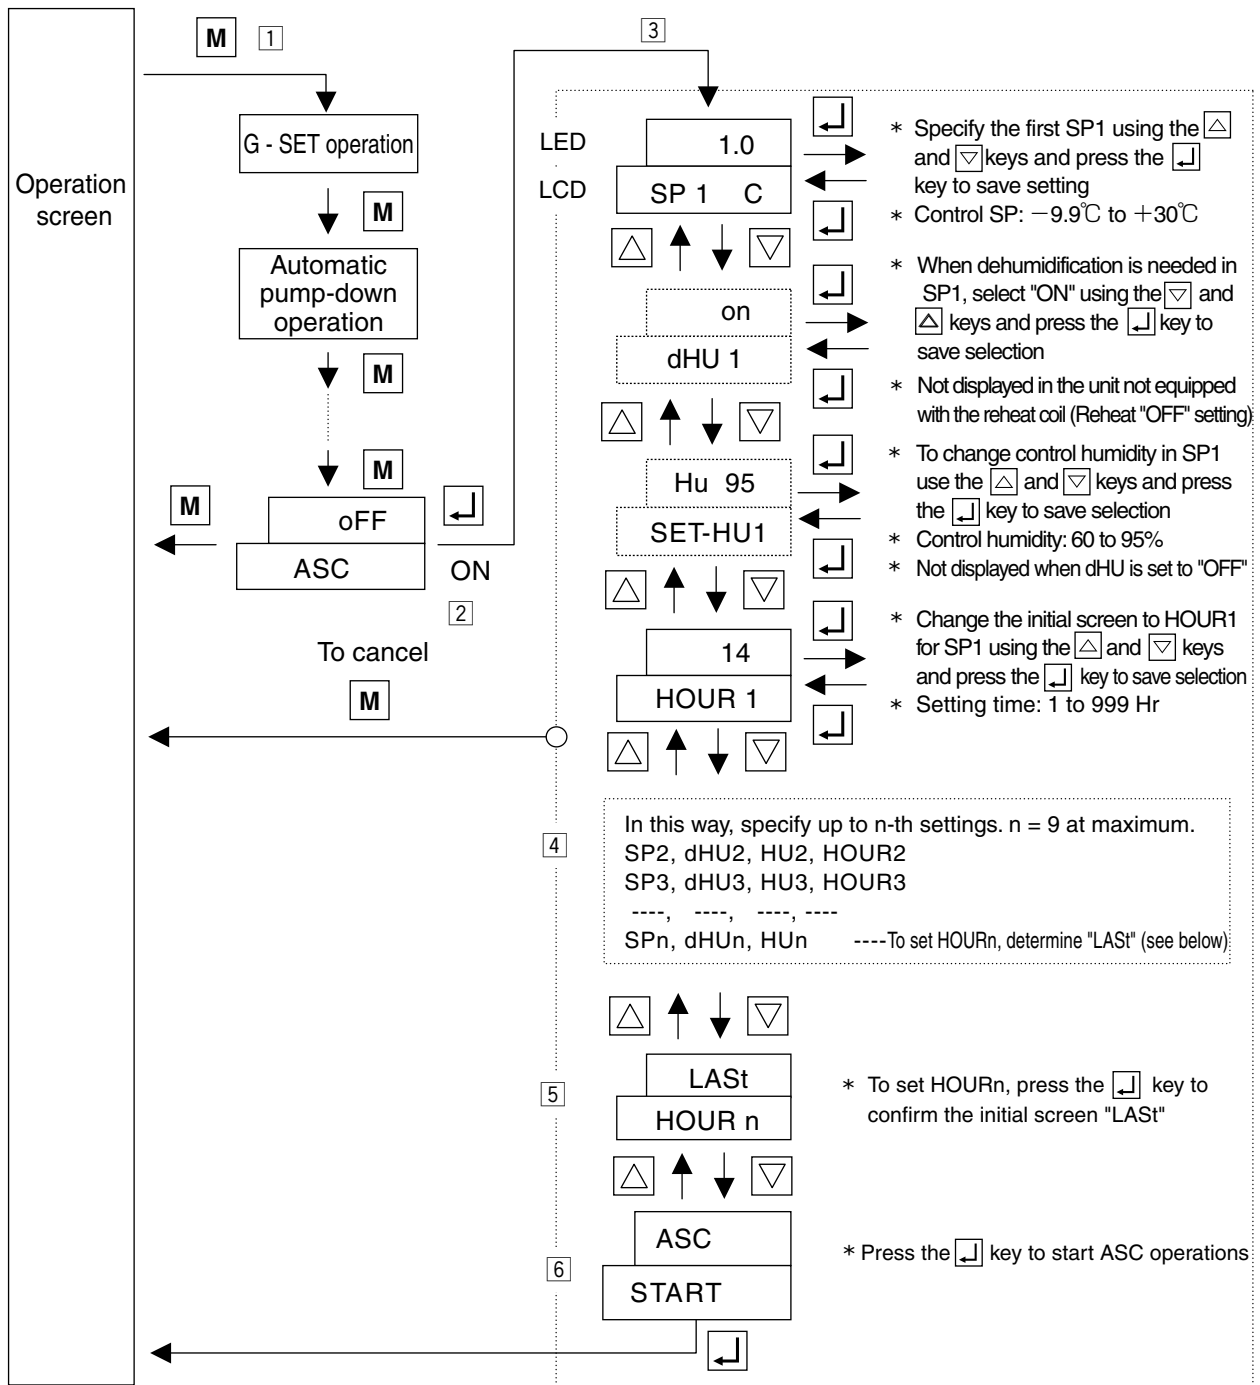 Operation
screen
M 1
G - SET operation
M
Automatic
pump-down
operation
M
M
M
oFF
ASC
ON
2
To cancel
M
3
LED
LCD
1.0
SP 1 C
* Specify the first SP1 using the △
and ▽ keys and press the ↵
key to save setting
* Control SP: −9.9℃ to +30℃
on
dHU 1
* When dehumidification is needed in
SP1, select "ON" using the ▽ and
△ keys and press the ↵ key to
save selection
* Not displayed in the unit not equipped
with the reheat coil (Reheat "OFF" setting)
Hu 95
SET-HU1
* To change control humidity in SP1
use the △ and ▽ keys and press
the ↵ key to save selection
* Control humidity: 60 to 95%
* Not displayed when dHU is set to "OFF"
14
HOUR 1
* Change the initial screen to HOUR1
for SP1 using the △ and ▽ keys
and press the ↵ key to save selection
* Setting time: 1 to 999 Hr
4
In this way, specify up to n-th settings. n = 9 at maximum.
SP2, dHU2, HU2, HOUR2
SP3, dHU3, HU3, HOUR3
----, ----, ----, ----
SPn, dHUn, HUn ----To set HOURn, determine "LASt" (see below)
5
LASt
HOUR n
* To set HOURn, press the ↵ key to
confirm the initial screen "LASt"
6
ASC
START
* Press the ↵ key to start ASC operations